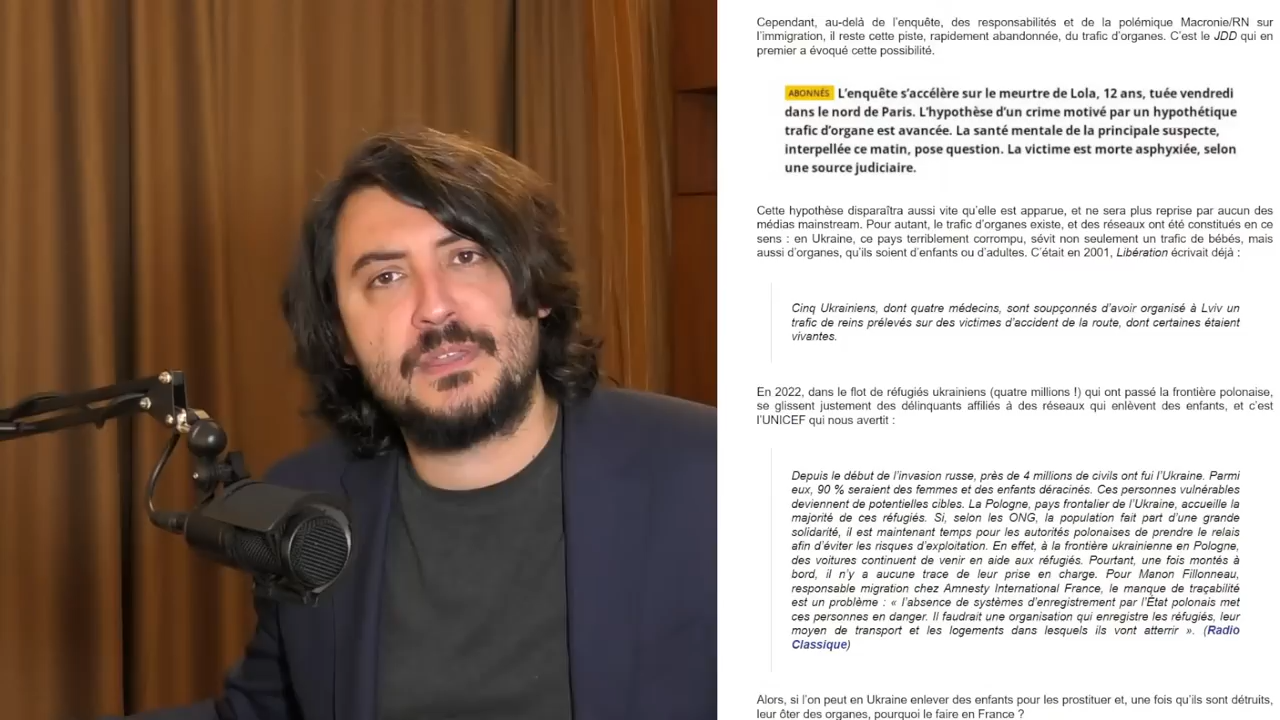 Cependant, au-delà de l'enquête, des responsabilités et de la polémique Macronie/RN sur
l'immigration, il reste cette piste, rapidement abandonnée, du trafic d'organes. C'est le JDD qui en
premier a évoqué cette possibilité.
ABONNÉS L'enquête s'accélère sur le meurtre de Lola, 12 ans, tuée vendredi
dans le nord de Paris. L'hypothèse d'un crime motivé par un hypothétique
trafic d'organe est avancée. La santé mentale de la principale suspecte,
interpellée ce matin, pose question. La victime est morte asphyxiée, selon
une source judiciaire.
Cette hypothèse disparaîtra aussi vite qu'elle est apparue, et ne sera plus reprise par aucun des
médias mainstream. Pour autant, le trafic d'organes existe, et des réseaux ont été constitués en ce
sens : en Ukraine, ce pays terriblement corrompu, sévit non seulement un trafic de bébés, mais
aussi d'organes, qu'ils soient d'enfants ou d'adultes. C'était en 2001, Libération écrivait déjà :
Cinq Ukrainiens, dont quatre médecins, sont soupçonnés d'avoir organisé à Lviv un
trafic de reins prélevés sur des victimes d'accident de la route, dont certaines étaient
vivantes.
En 2022, dans le flot de réfugiés ukrainiens (quatre millions !) qui ont passé la frontière polonaise,
se glissent justement des délinquants affiliés à des réseaux qui enlèvent des enfants, et c'est
l'UNICEF qui nous avertit :
Depuis le début de l'invasion russe, près de 4 millions de civils ont fui l'Ukraine. Parmi
eux, 90 % seraient des femmes et des enfants déracinés. Ces personnes vulnérables
deviennent de potentielles cibles. La Pologne, pays frontalier de l'Ukraine, accueille la
majorité de ces réfugiés. Si, selon les ONG, la population fait part d'une grande
solidarité, il est maintenant temps pour les autorités polonaises de prendre le relais
afin d'éviter les risques d'exploitation. En effet, à la frontière ukrainienne en Pologne,
des voitures continuent de venir en aide aux réfugiés. Pourtant, une fois montés à
bord, il n'y a aucune trace de leur prise en charge. Pour Manon Fillonneau,
responsable migration chez Amnesty International France, le manque de traçabilité
est un problème : « l'absence de systèmes d'enregistrement par l'État polonais met
ces personnes en danger. Il faudrait une organisation qui enregistre les réfugiés, leur
moyen de transport et les logements dans lesquels ils vont atterrir ». (Radio
Classique)
Alors, si l'on peut en Ukraine enlever des enfants pour les prostituer et, une fois qu'ils sont détruits,
leur ôter des organes, pourquoi le faire en France ?